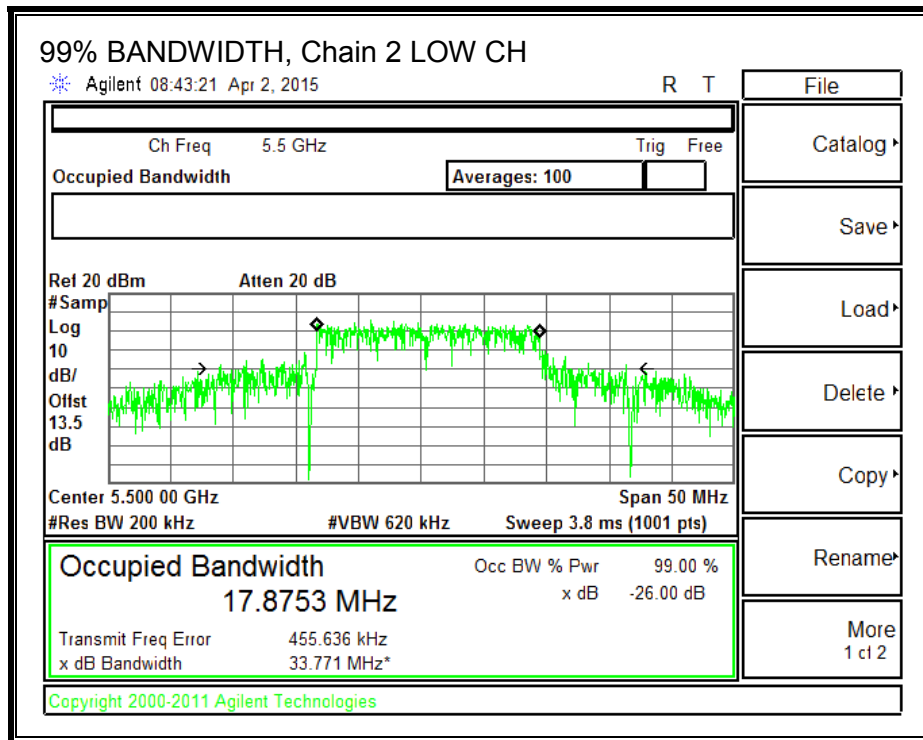 99% BANDWIDTH, Chain 2 LOW CH
Agilent 08:43:21 Apr 2, 2015 R T
File
Ch Freq 5.5 GHz Trig Free
Catalog
Occupied Bandwidth Averages: 100
Save
Ref 20 dBm Atten 20 dB
#Samp
Log
10
dB/
Offst
13.5
dB
Load
Delete
Copy
Center 5.500 00 GHz Span 50 MHz
#Res BW 200 kHz #VBW 620 kHz Sweep 3.8 ms (1001 pts)
Occupied Bandwidth Occ BW % Pwr 99.00 %
17.8753 MHz x dB -26.00 dB
Rename
Transmit Freq Error 455.636 kHz
x dB Bandwidth 33.771 MHz*
More
1 of 2
Copyright 2000-2011 Agilent Technologies